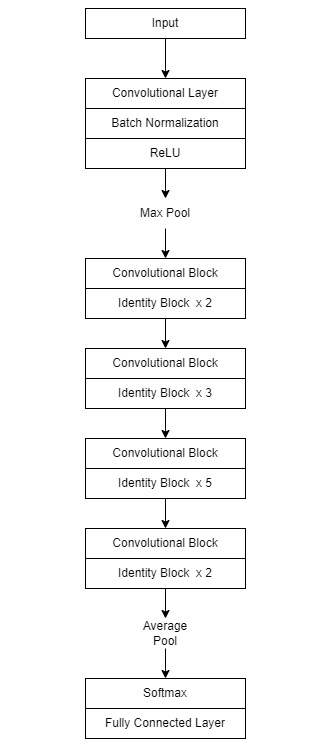 Input
Convolutional Layer
Batch Normalization
ReLU
Max Pool
Convolutional Block
Identity Block x 2
Convolutional Block
Identity Block x 3
Convolutional Block
Identity Block x 5
Convolutional Block
Identity Block x 2
Average
Pool
Softmax
Fully Connected Layer